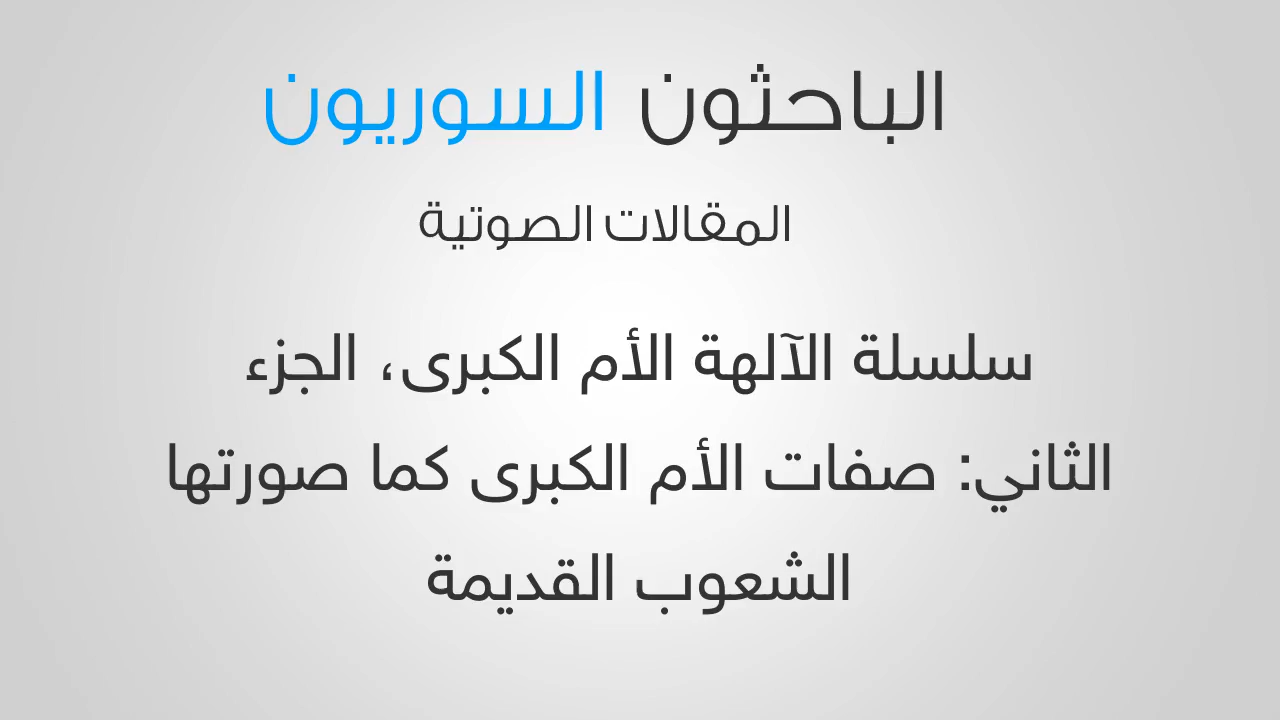 الباحثون السوريون
المقالات الصوتية
سلسلة الآلهة الأم الكبرى، الجزء
الثاني: صفات الأم الكبرى كما صورتها
الشعوب القديمة